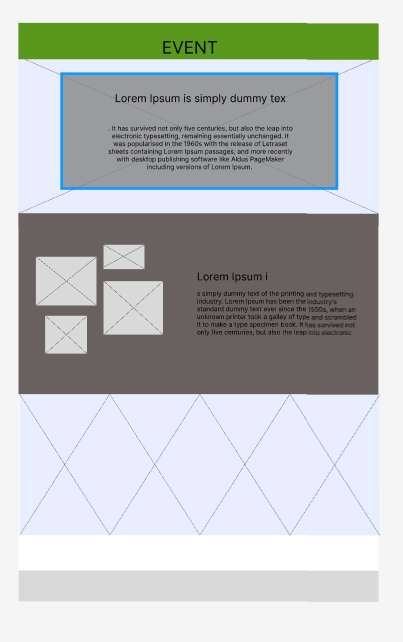 EVENT
Lorem Ipsum is simply dummy tex
. It has survived not only five centuries, but also the leap into
electronic typesetting, remaining essentially unchanged. It
was popularised in the 1960s with the release of Letraset
sheets containing Lorem Ipsum passages, and more recently
with desktop publishing software like Aldus PageMaker
including versions of Lorem Ipsum.
Lorem Ipsum i
s simply dummy text of the printing and typesetting
industry. Lorem Ipsum has been the industry's
standard dummy text ever since the 1500s, when an
unknown printer took a galley of type and scrambled
it to make a type specimen book. It has survived not
only five centuries, but also the leap into electronic